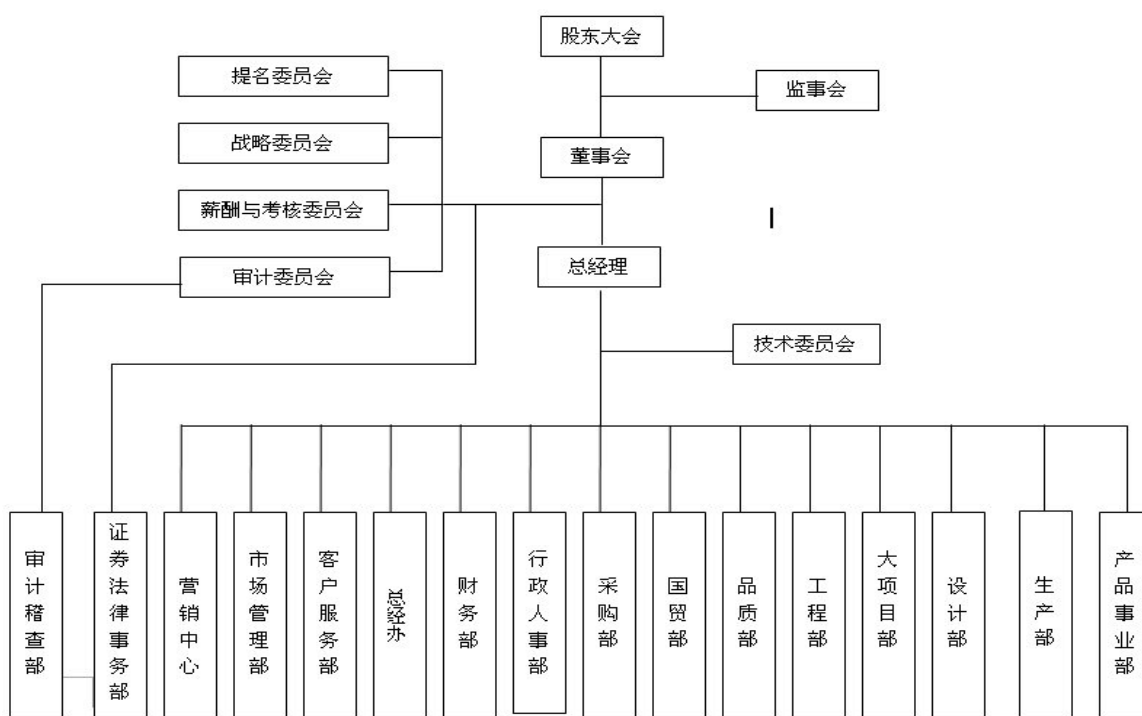 股东大会
提名委员会
监事会
战略委员会
董事会
薪酬与考核委员会
总经理
审计委员会
技术委员会
审计稽查部
证券法律事务部
营销中心
市场管理部
客户服务部
总经办
财务部
行政人事部
采购部
国贸部
品质部
工程部
大项目部
设计部
生产部
产品事业部